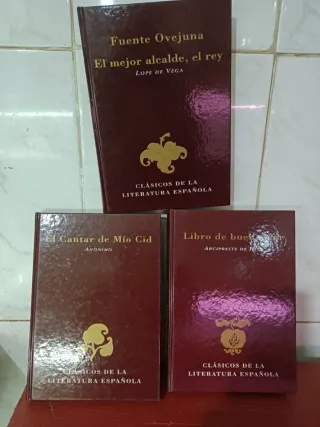 Fuente Ovejuna
El mejor alcalde, el rey
LOPE DE VEGA
CLÁSICOS DE LA
LITERATURA ESPAÑOLA
El Cantar de Mío Cid
ANÓNIMO
CLÁSICOS DE LA
LITERATURA ESPAÑOLA
Libro de buen
ARCIPRESTE DE
CLÁSICOS DE LA
LITERATURA ESPAÑOLA